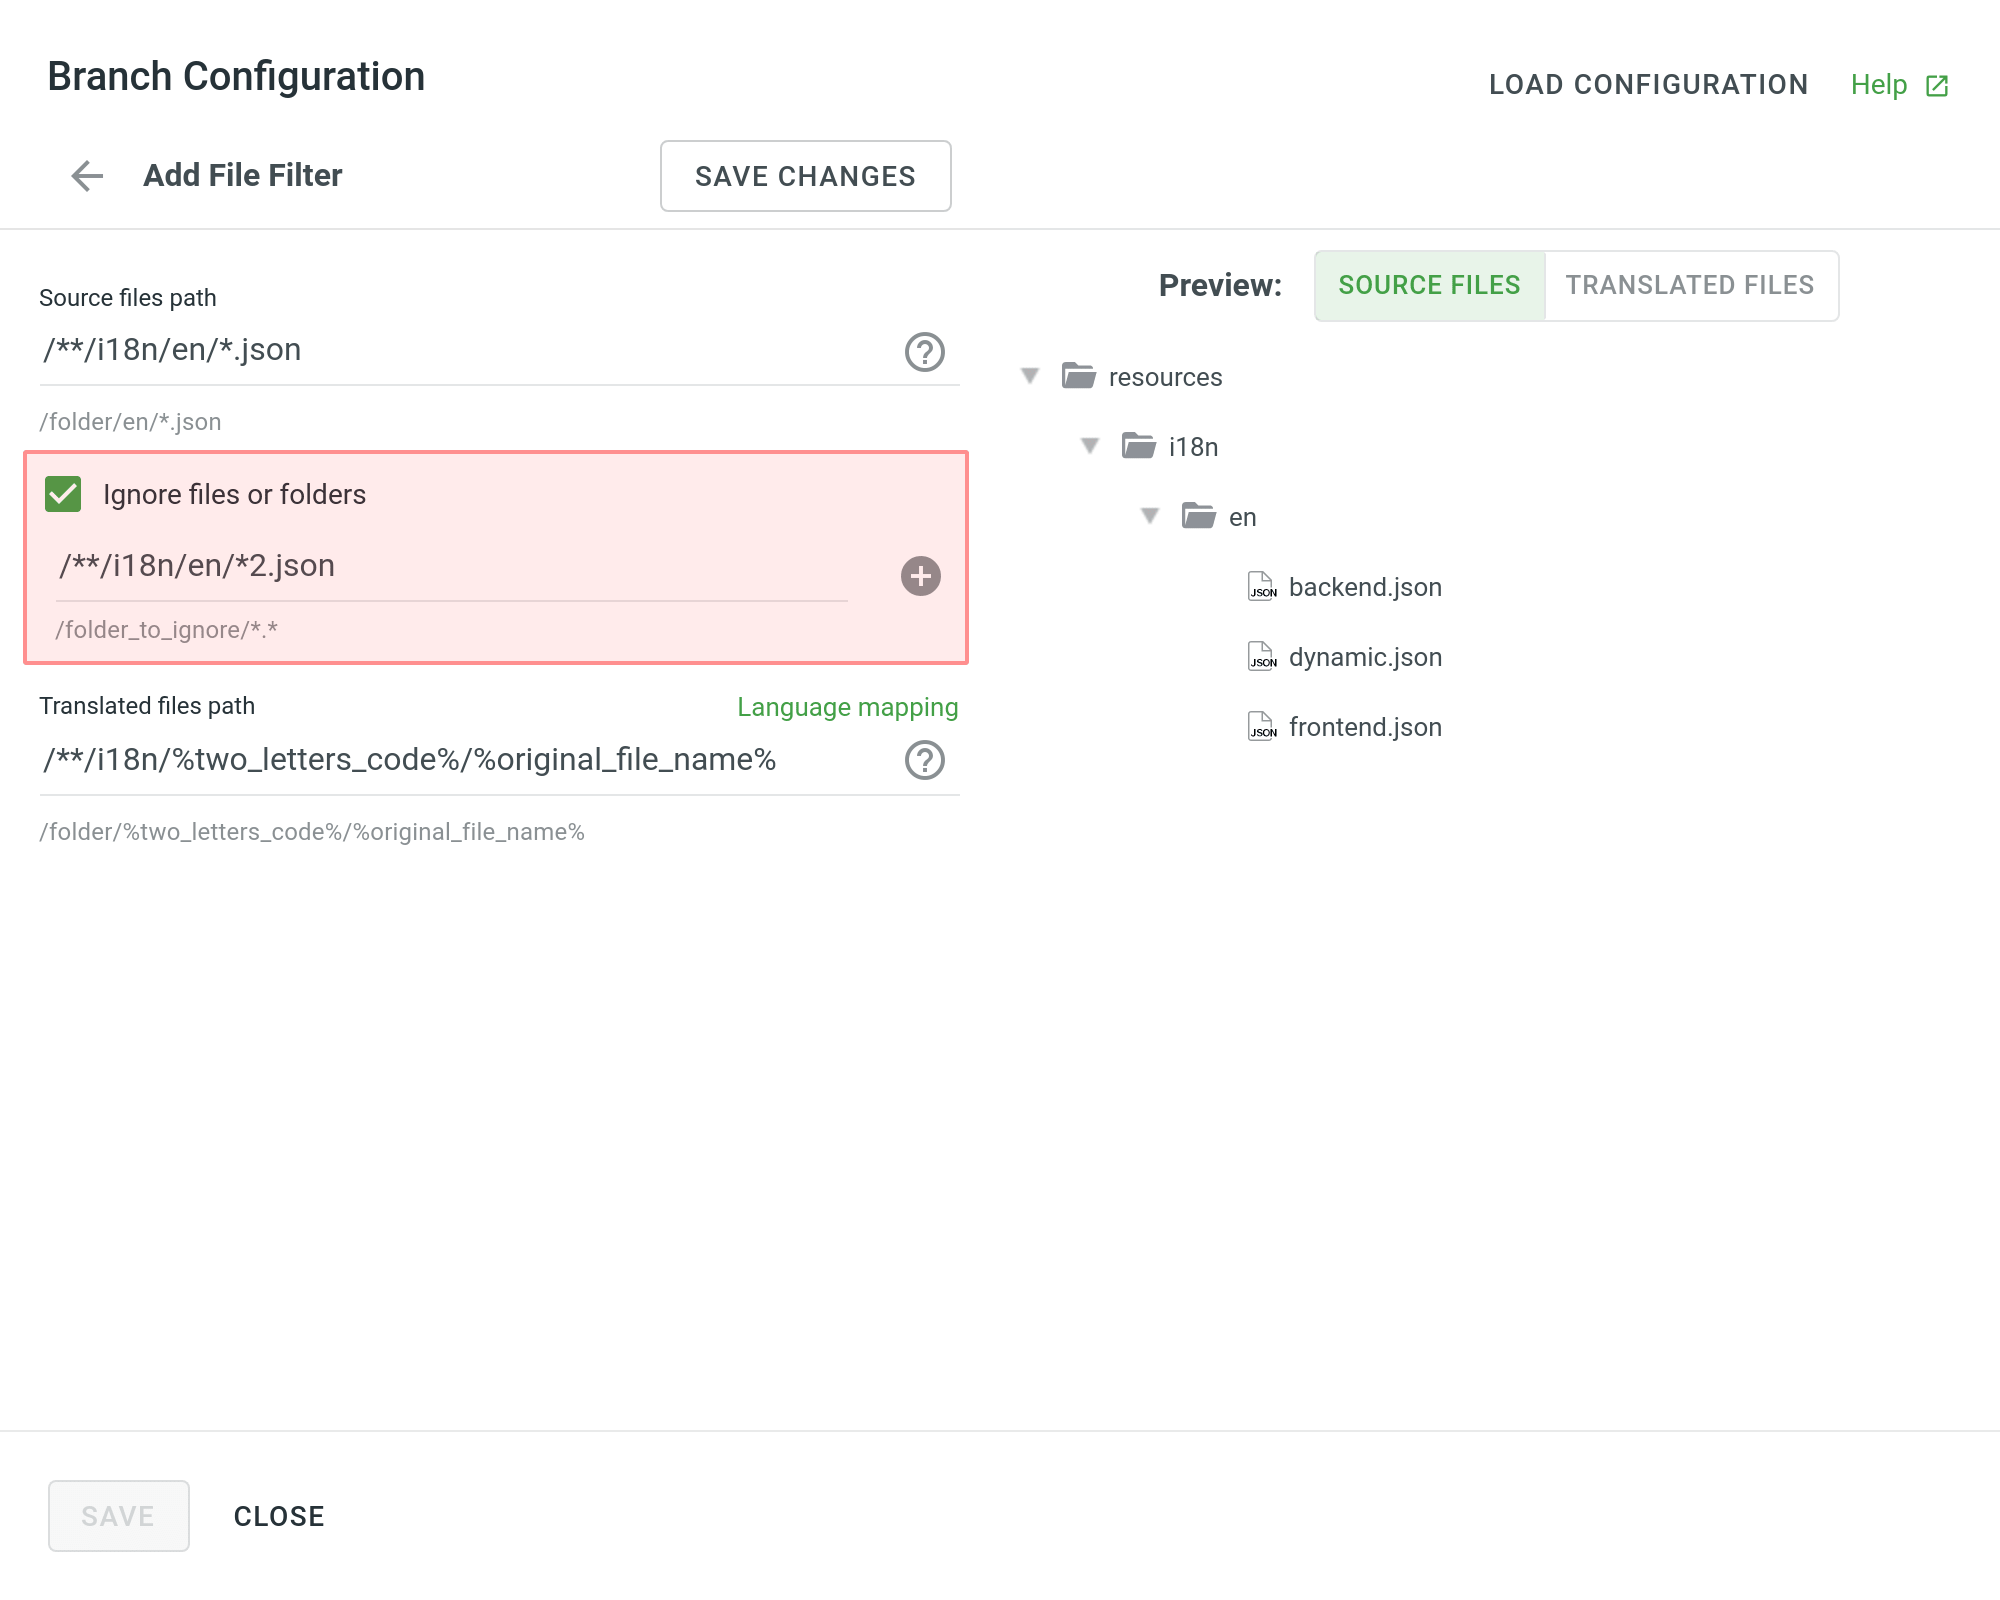 Branch Configuration
LOAD CONFIGURATION Help
Add File Filter
SAVE CHANGES
Source files path
/**/i18n/en/*.json
/folder/en/*.json
Ignore files or folders
/**/i18n/en/*2.json
/folder_to_ignore/*.*
Translated files path
Language mapping
/**/i18n/%two_letters_code%/%original_file_name%
/folder/%two_letters_code%/%original_file_name%
Preview:
SOURCE FILES
TRANSLATED FILES
resources
i18n
en
JSON backend.json
JSON dynamic.json
JSON frontend.json
SAVE
CLOSE